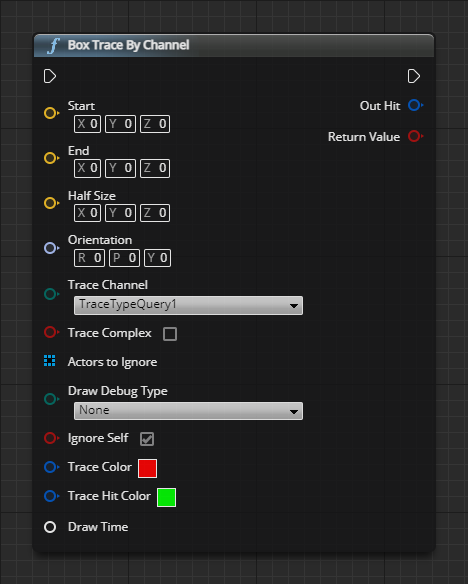 f Box Trace By Channel
Start
Out Hit
X 0 Y 0 Z 0
Return Value
End
X 0 Y 0 Z 0
Half Size
X 0 Y 0 Z 0
Orientation
R 0 P 0 Y 0
Trace Channel
TraceTypeQuery1
Trace Complex
Actors to Ignore
Draw Debug Type
None
Ignore Self
Trace Color
Trace Hit Color
Draw Time